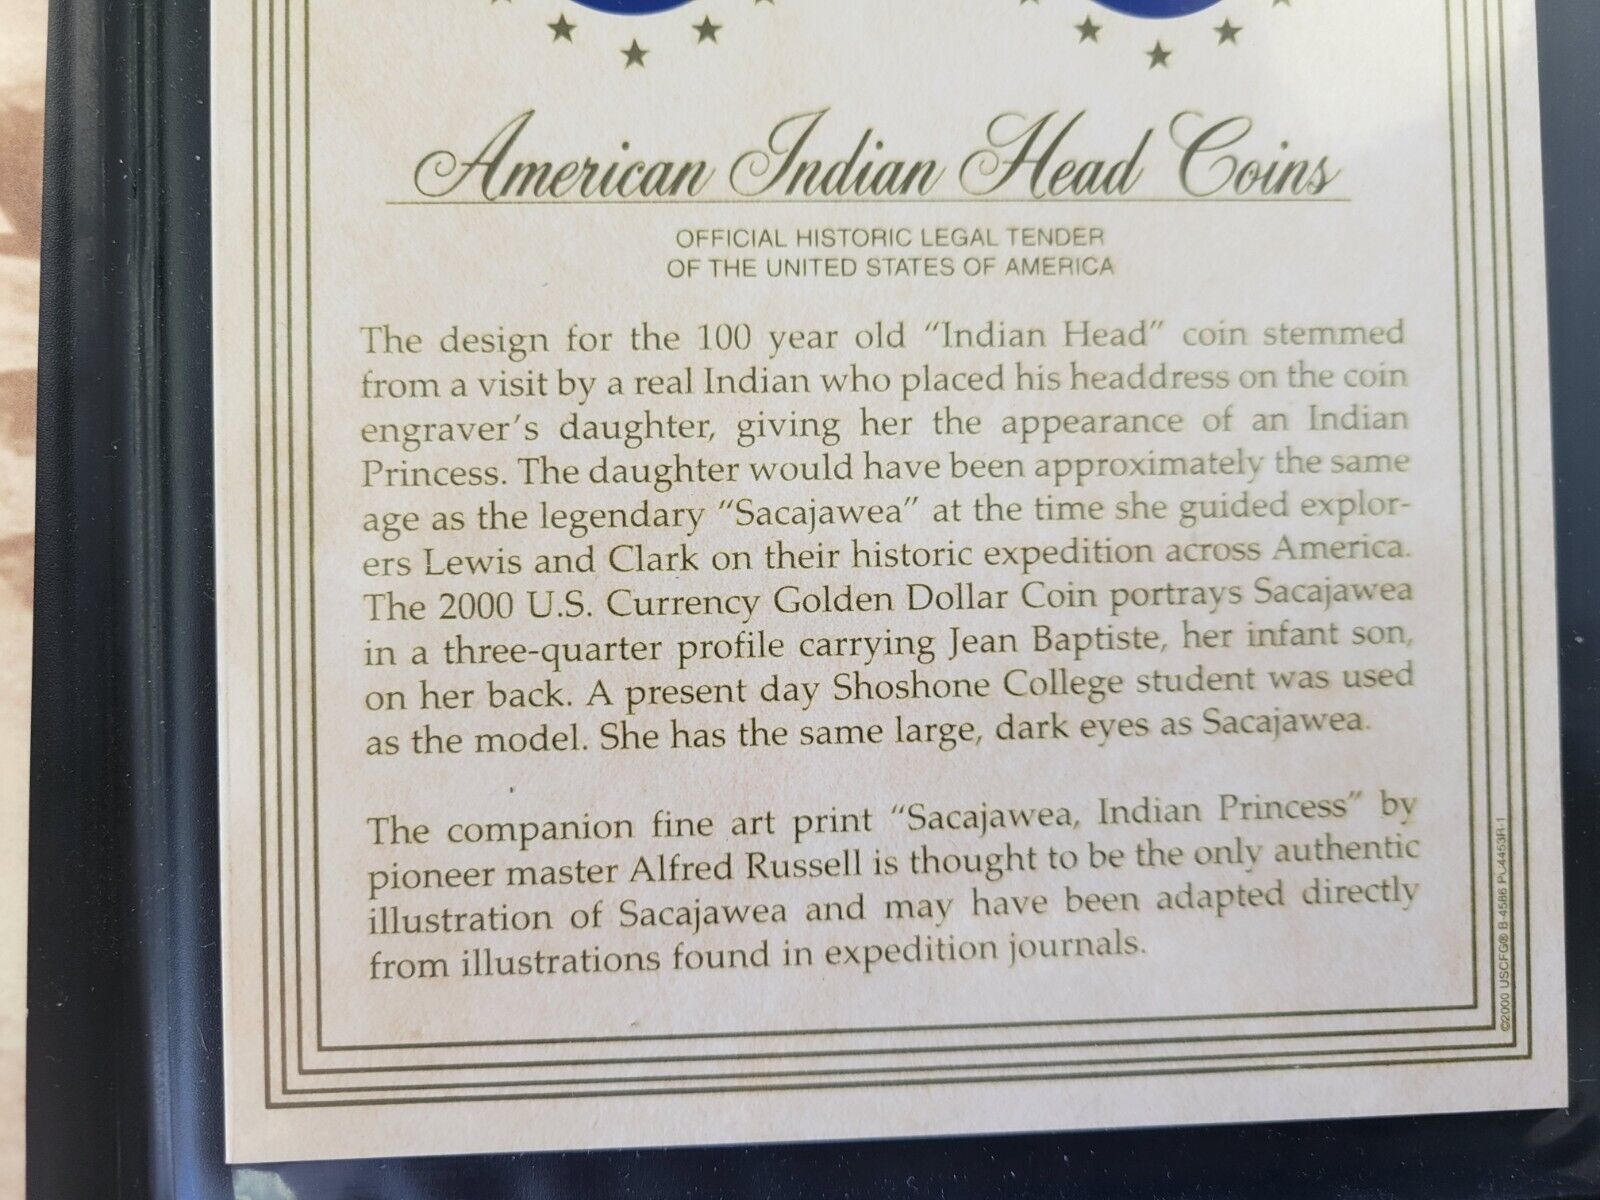 American Indian Head Coins
OFFICIAL HISTORIC LEGAL TENDER
OF THE UNITED STATES OF AMERICA
The design for the 100 year old "Indian Head" coin stemmed
from a visit by a real Indian who placed his headdress on the coin
engraver's daughter, giving her the appearance of an Indian
Princess. The daughter would have been approximately the same
age as the legendary "Sacajawea" at the time she guided explor-
ers Lewis and Clark on their historic expedition across America.
The 2000 U.S. Currency Golden Dollar Coin portrays Sacajawea
in a three-quarter profile carrying Jean Baptiste, her infant son,
on her back. A present day Shoshone College student was used
as the model. She has the same large, dark eyes as Sacajawea.
The companion fine art print "Sacajawea, Indian Princess" by
pioneer master Alfred Russell is thought to be the only authentic
illustration of Sacajawea and may have been adapted directly
from illustrations found in expedition journals.
©2000 USCFG® B-4586 PU4453R-1